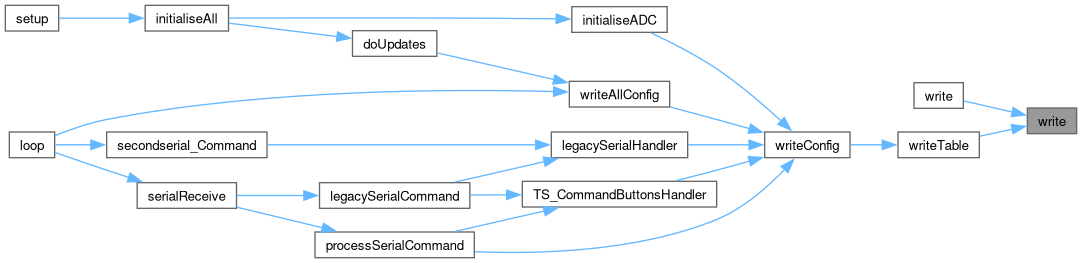 setup
initialiseAll
initialiseADC
doUpdates
writeAllConfig
write
write
loop
secondserial_Command
legacySerialHandler
writeConfig
writeTable
serialReceive
legacySerialCommand
TS_CommandButtonsHandler
processSerialCommand